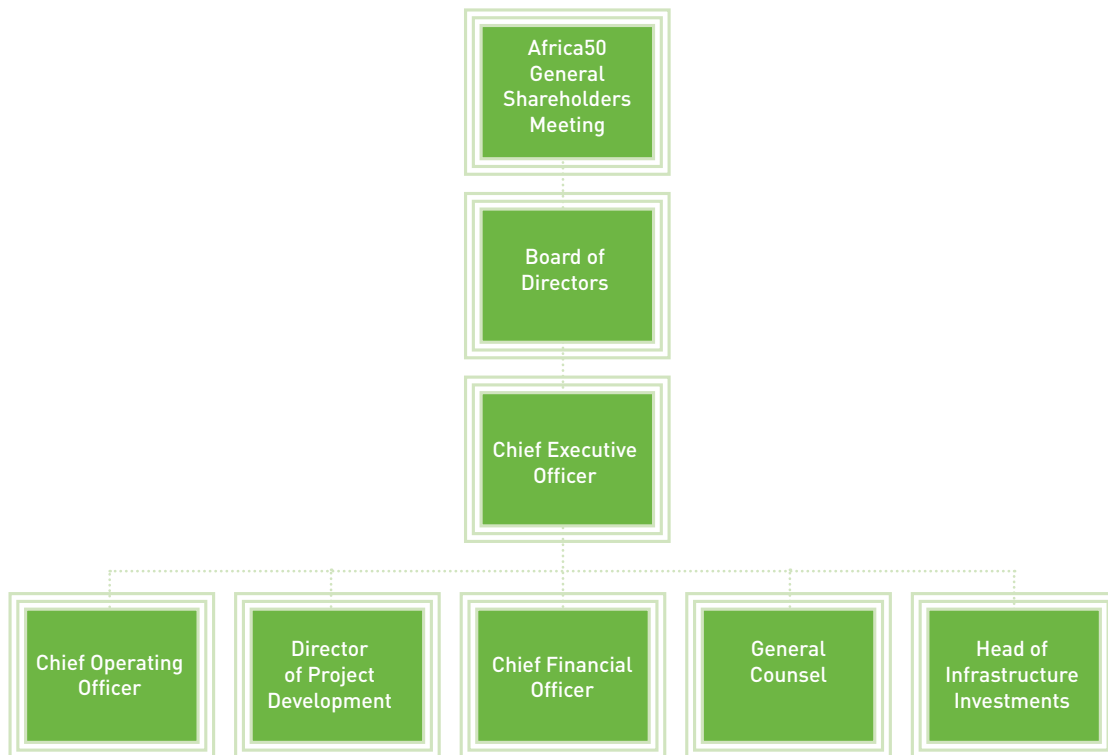 Africa50
General
Shareholders
Meeting
Board of
Directors
Chief Executive
Officer
Chief Operating
Officer
Director
of Project
Development
Chief Financial
Officer
General
Counsel
Head of
Infrastructure
Investments